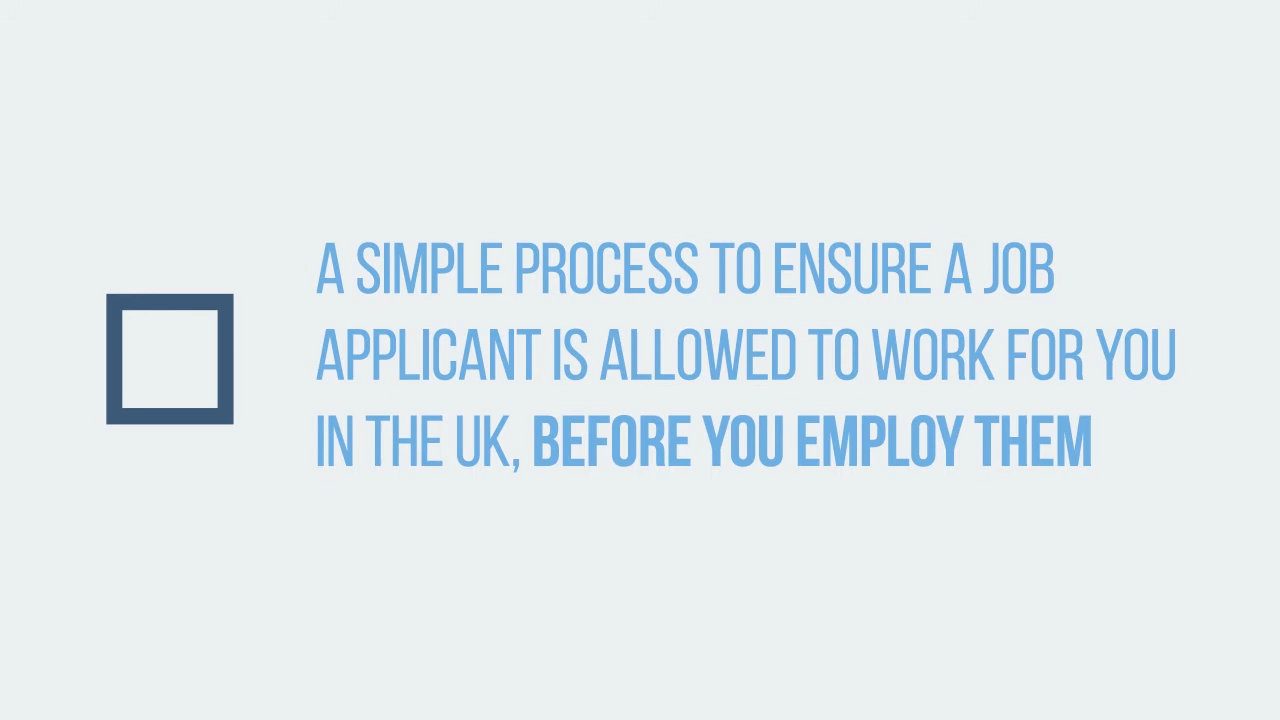 A SIMPLE PROCESS TO ENSURE A JOB
APPLICANT IS ALLOWED TO WORK FOR YOU
IN THE UK, BEFORE YOU EMPLOY THEM